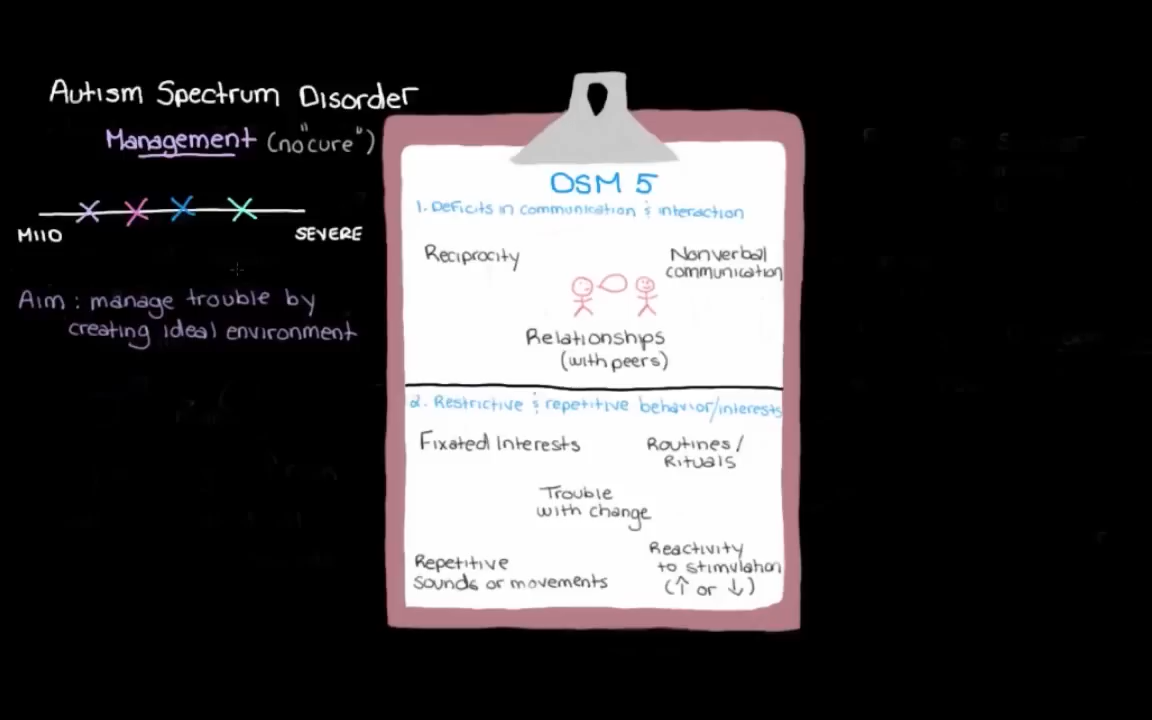 Autism Spectrum Disorder
Management (no "cure")
MILD
SEVERE
Aim: manage trouble by
creating ideal environment
DSM 5
1. Deficits in communication & interaction
Reciprocity
Nonverbal
communication
Relationships
(with peers)
2. Restrictive & repetitive behavior/interests
Fixated interests
Routines/
Rituals
Trouble
with change
Repetitive
sounds or movements
Reactivity
to stimulation
(↑ or ↓)